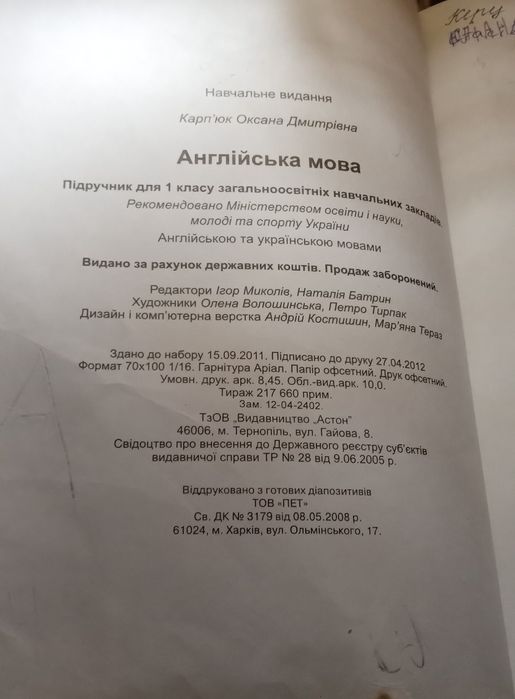 Навчальне видання
Карп'юк Оксана Дмитрівна
Англійська мова
Підручник для 1 класу загальноосвітніх навчальних закладів.
Рекомендовано Міністерством освіти і науки,
молоді та спорту України
Англійською та українською мовами
Видано за рахунок державних коштів. Продаж заборонений.
Редактори Ігор Миколів, Наталія Батрин
Художники Олена Волошинська, Петро Тирпак
Дизайн і комп'ютерна верстка Андрій Костишин, Мар'яна Тераз
Здано до набору 15.09.2011. Підписано до друку 27.04.2012
Формат 70х100 1/16. Гарнітура Аріал. Папір офсетний. Друк офсетний.
Умовн. друк. арк. 8,45. Обл.-вид.арк. 10,0.
Тираж 217 660 прим.
Зам. 12-04-2402.
ТзОВ „Видавництво „Астон"
46006, м. Тернопіль, вул. Гайова, 8.
Свідоцтво про внесення до Державного реєстру суб'єктів
видавничої справи ТР № 28 від 9.06.2005 р.
Віддруковано з готових діапозитивів
ТОВ «ПЕТ»
Св. ДК № 3179 від 08.05.2008 р.
61024, м. Харків, вул. Ольмінського, 17.